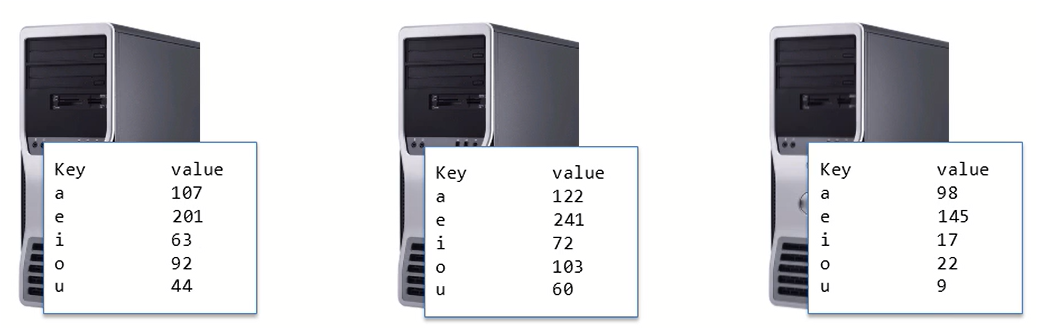 Key value
a 107
e 201
i 63
o 92
u 44
Key value
a 122
e 241
i 72
o 103
u 60
Key value
a 98
e 145
i 17
o 22
u 9